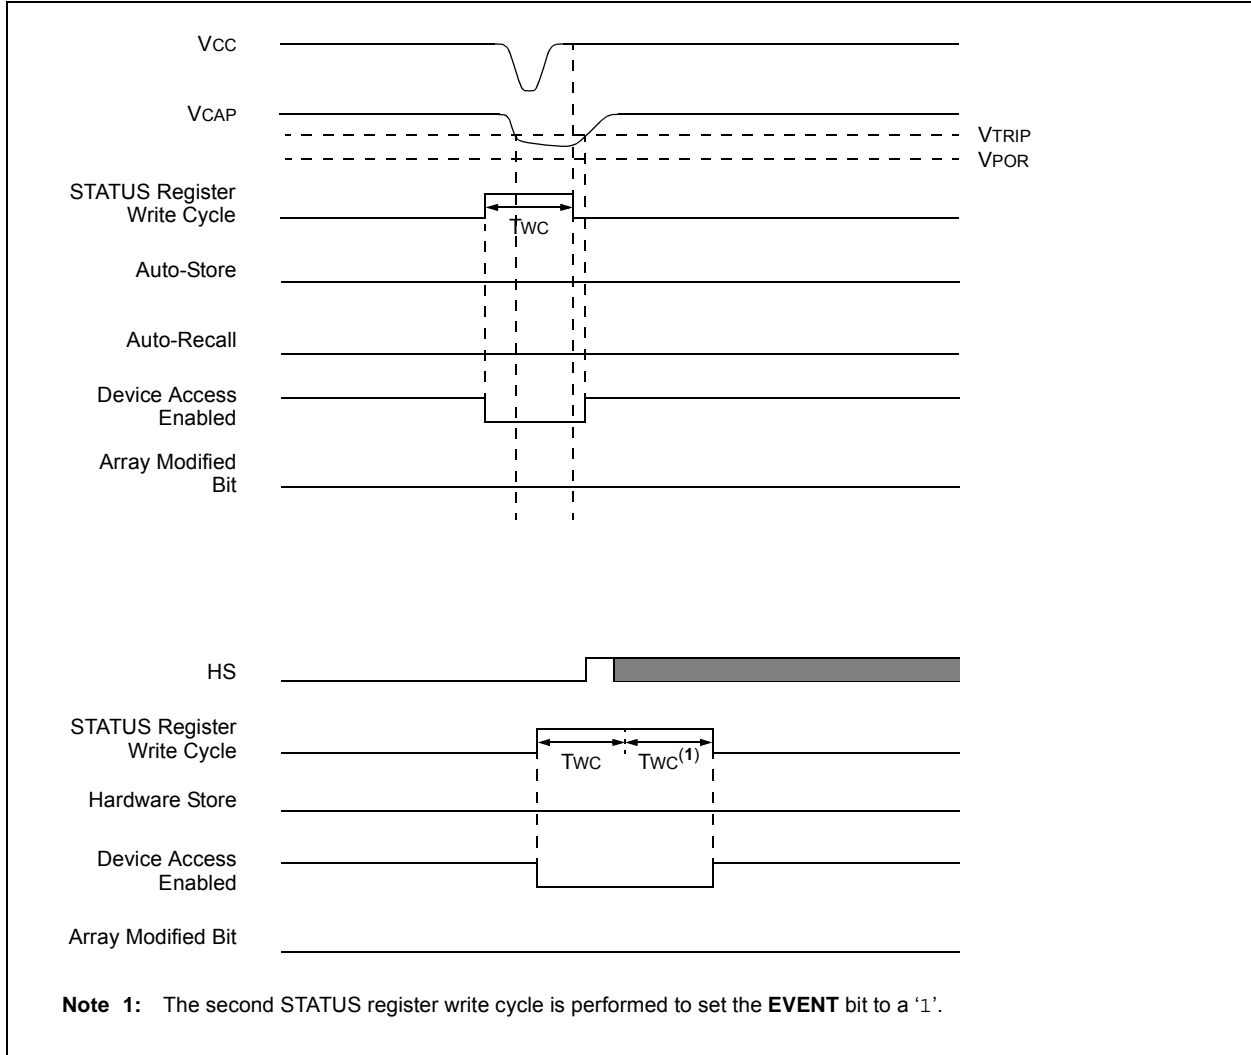 VCC
VCAP
VTRIP
VPOR
STATUS Register
Write Cycle
TWC
Auto-Store
Auto-Recall
Device Access
Enabled
Array Modified
Bit
HS
STATUS Register
Write Cycle
TWC TWC(1)
Hardware Store
Device Access
Enabled
Array Modified Bit
Note 1: The second STATUS register write cycle is performed to set the EVENT bit to a ‘1’.